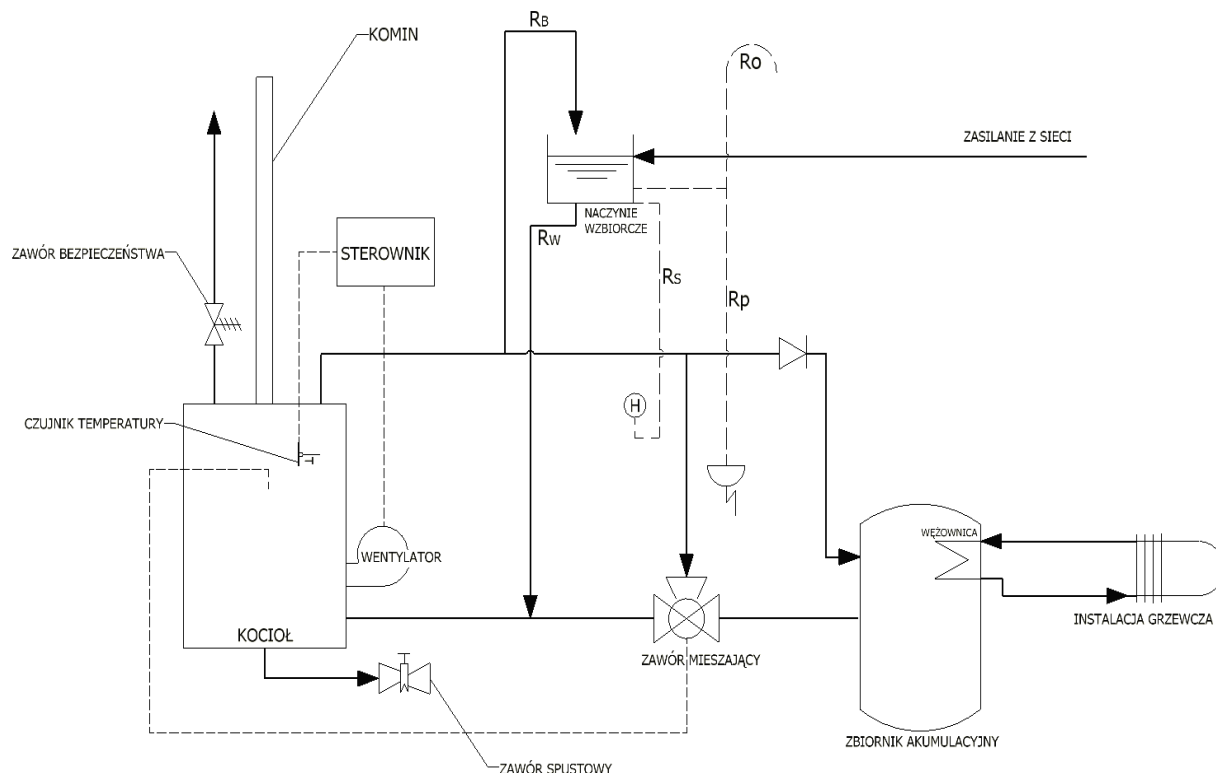 RB
KOMIN
Ro
ZASILANIE Z SIECI
NACZYNIE
WZBIORCZE
RW
STEROWNIK
ZAWÓR BEZPIECZEŃSTWA
RS
Rp
H
CZUJNIK TEMPERATURY
T
WĘŻOWNICA
WENTYLATOR
INSTALACJA GRZEWCZA
KOCIOŁ
ZAWÓR MIESZAJĄCY
ZBIORNIK AKUMULACYJNY
ZAWÓR SPUSTOWY